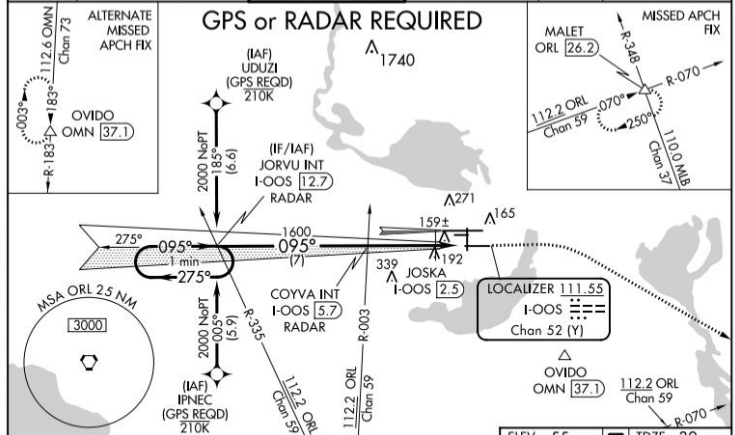 GPS or RADAR REQUIRED
ALTERNATE
MISSED
APCH FIX
112.6 OMN
Chan 73
183°
003°
R-183
OVIDO
OMN 37.1
1740
MISSED APCH
FIX
MALET
ORL 26.2
R-348
R-070
112.2 ORL
Chan 59
070°
250°
110.0 MLB
Chan 37
(IAF)
UDUZI
(GPS REQD)
210K
2000 NoPT
185°
(6.6)
(IF/IAF)
JORVU INT
I-OOS 12.7
RADAR
271
159±
165
275°
095°
1 min
275°
1600
095°
(7)
339
192
JOSKA
I-OOS 2.5
COYVA INT
I-OOS 5.7
RADAR
LOCALIZER 111.55
I-OOS
Chan 52 (Y)
MSA ORL 25 NM
3000
2000 NoPT
005°
(5.9)
(IAF)
IPNEC
(GPS REQD)
210K
R-335
112.2 ORL
Chan 59
R-003
112.2 ORL
Chan 59
OVIDO
OMN 37.1
112.2 ORL
Chan 59
R-070
ELEV 55
D
TDZE